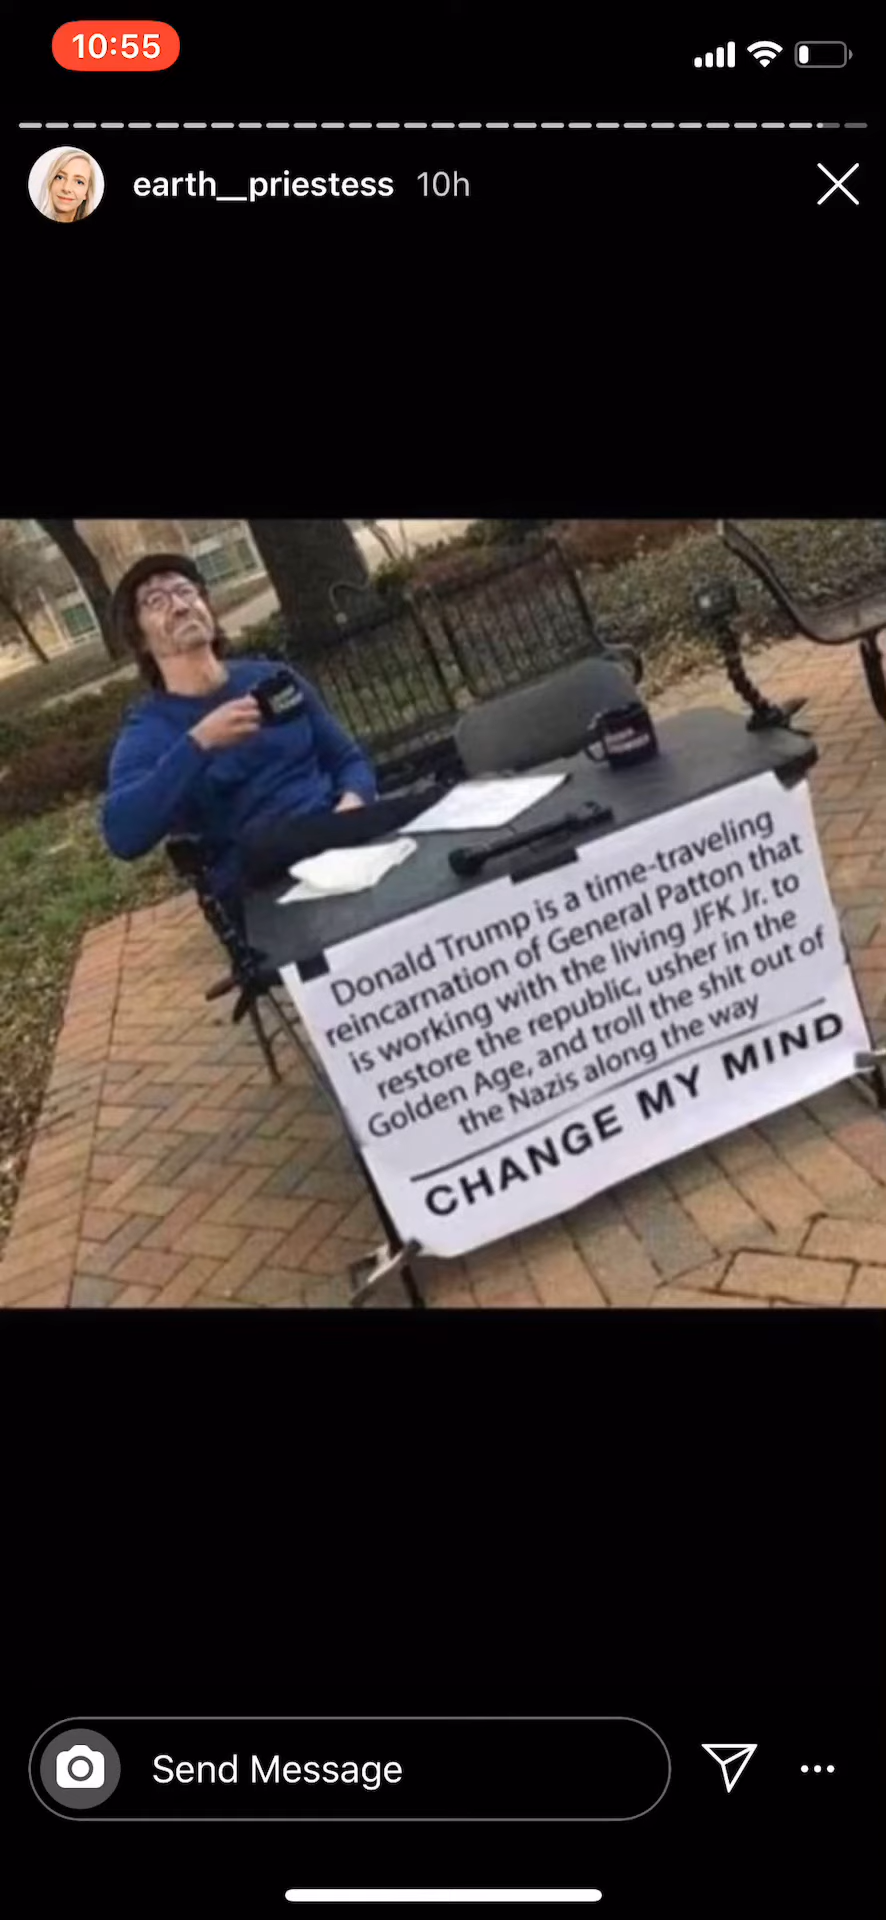 10:55
earth__priestess 10h
Donald Trump is a time-traveling
reincarnation of General Patton that
is working with the living JFK Jr. to
restore the republic, usher in the
Golden Age, and troll the shit out of
the Nazis along the way
CHANGE MY MIND
Send Message